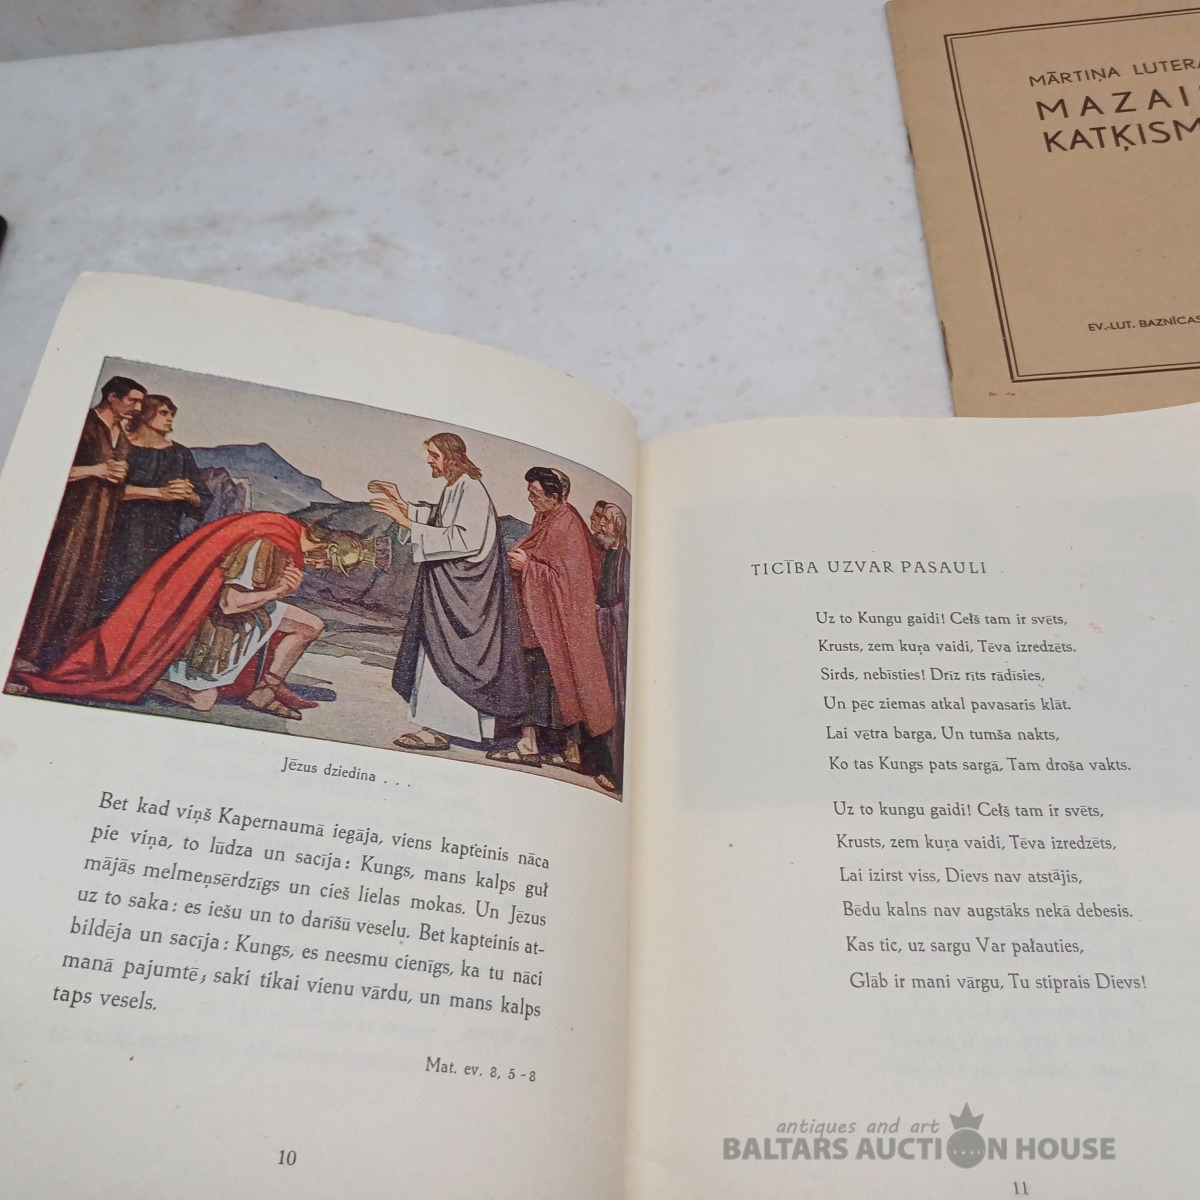 MĀRTIŅA LUTERA
MAZAIS
KATĶISM
EV.-LUT. BAZNĪCAS
Jēzus dziedina . . .
Bet kad viņš Kapernaumā iegāja, viens kapteinis nāca
pie viņa, to lūdza un sacīja: Kungs, mans kalps guļ
mājās melmeņsērdzīgs un cieš lielas mokas. Un Jēzus
uz to saka: es iešu un to darīšū veselu. Bet kapteinis at-
bildēja un sacīja: Kungs, es neesmu cienīgs, ka tu nāci
manā pajumtē, saki tikai vienu vārdu, un mans kalps
taps vesels.
Mat. ev. 8, 5-8
10
TICĪBA UZVAR PASAULI
Uz to Kungu gaidi! Ceļš tam ir svēts,
Krusts, zem kuŗa vaidi, Tēva izredzēts.
Sirds, nebīsties! Drīz rīts rādīsies,
Un pēc ziemas atkal pavasaris klāt.
Lai vētra barga, Un tumša nakts,
Ko tas Kungs pats sargā, Tam droša vakts.
Uz to kungu gaidi! Ceļš tam ir svēts,
Krusts, zem kuŗa vaidi, Tēva izredzēts,
Lai izirst viss, Dievs nav atstājis,
Bēdu kalns nav augstāks nekā debesis.
Kas tic, uz sargu Var paļauties,
Glāb ir mani vārgu, Tu stiprais Dievs!
11
antiques and art
BALTARS AUCTION HOUSE